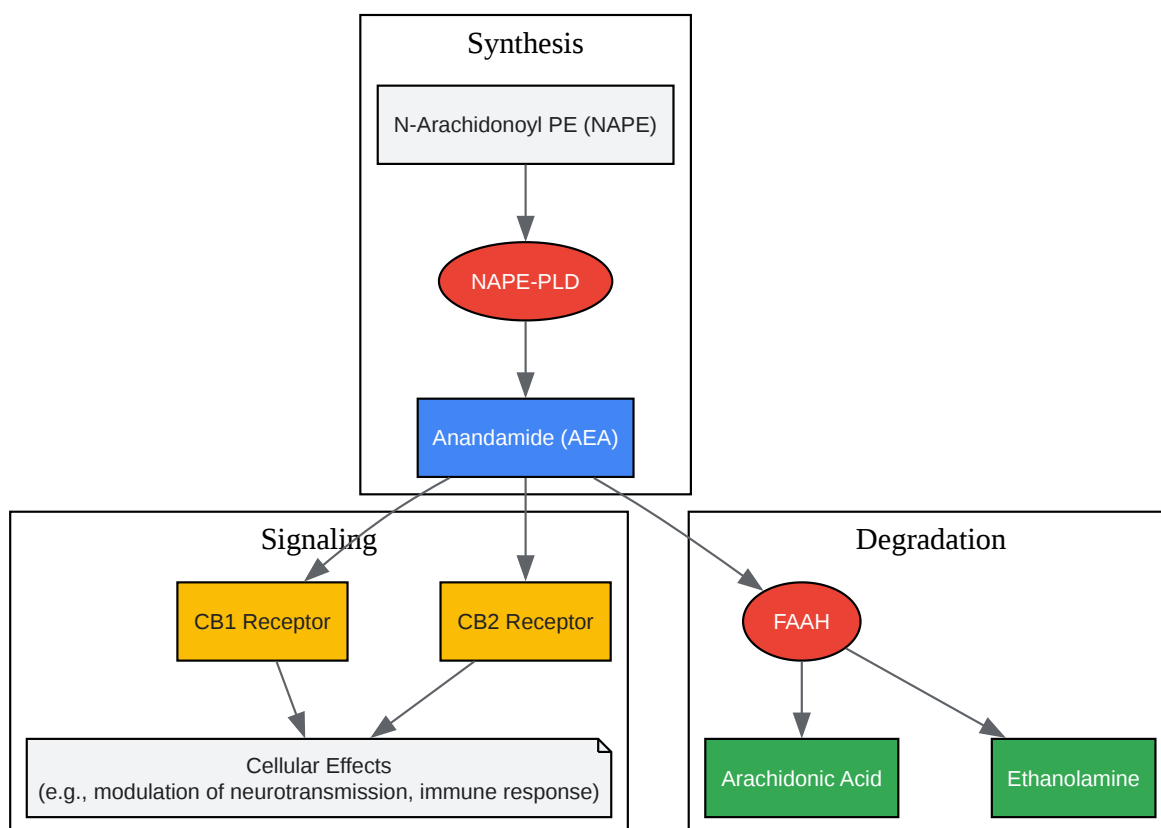 Synthesis
N-Arachidonoyl PE (NAPE)
NAPE-PLD
Anandamide (AEA)
Signaling
CB1 Receptor
CB2 Receptor
Cellular Effects
(e.g., modulation of neurotransmission, immune response)
Degradation
FAAH
Arachidonic Acid
Ethanolamine